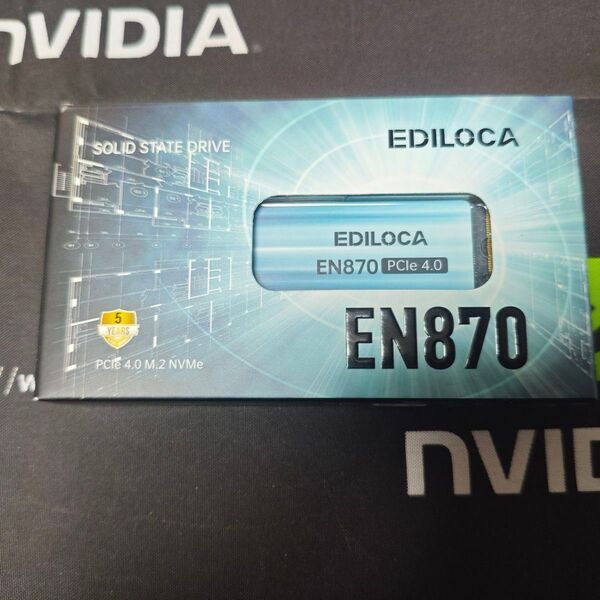 nVIDIA
SOLID STATE DRIVE
EDILOCA
EDILOCA
EN870 PCIe 4.0
5
YEARS
EN870
PCIe 4.0 M.2 NVMe
//w
nVID